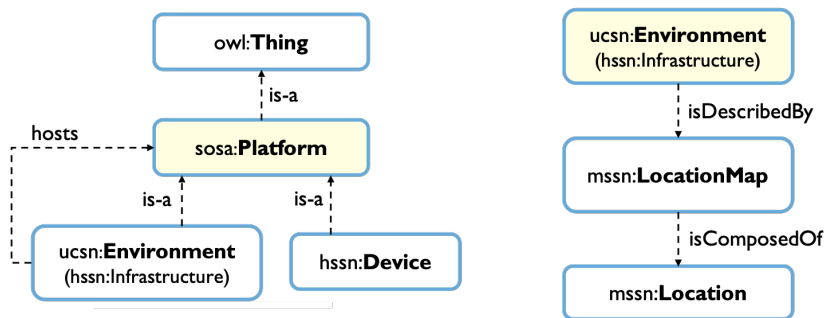 owl:Thing
is-a
hosts
sosa:Platform
is-a
is-a
ucsn:Environment
(hssn:Infrastructure)
hssn:Device
ucsn:Environment
(hssn:Infrastructure)
isDescribedBy
mssn:LocationMap
isComposedOf
mssn:Location